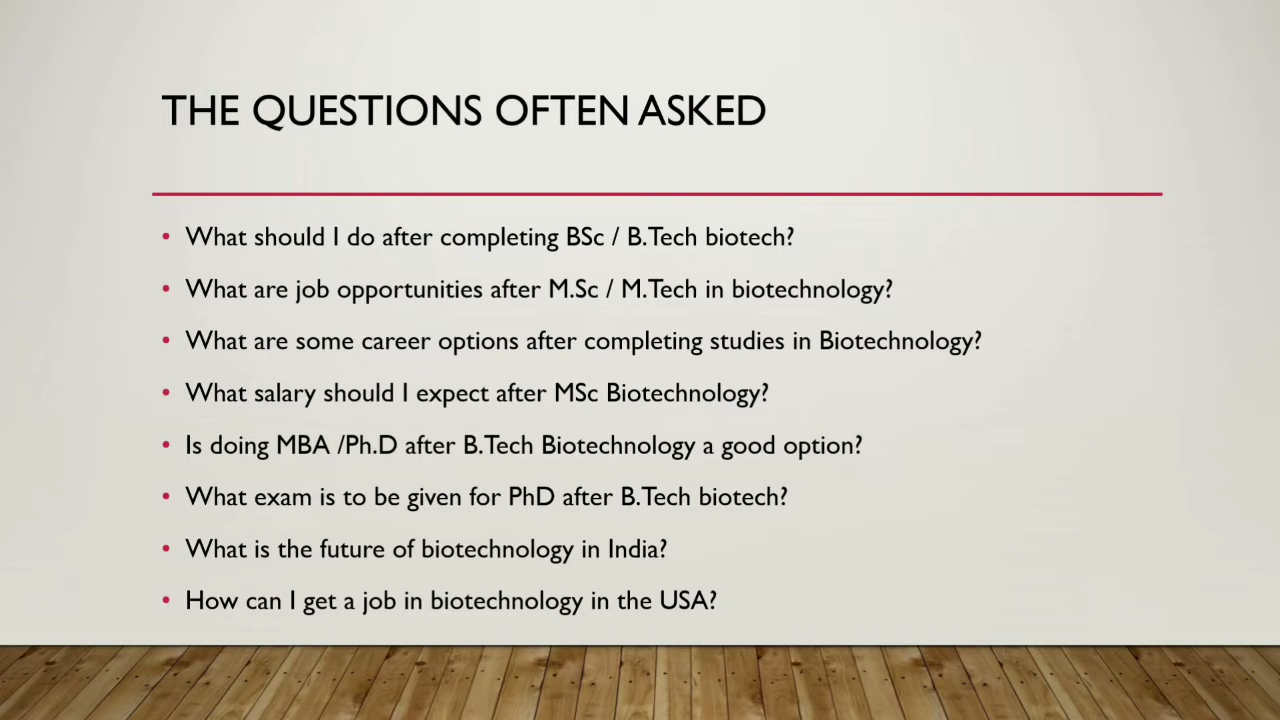 THE QUESTIONS OFTEN ASKED
• What should I do after completing BSc / B.Tech biotech?
• What are job opportunities after M.Sc / M.Tech in biotechnology?
• What are some career options after completing studies in Biotechnology?
• What salary should I expect after MSc Biotechnology?
• Is doing MBA /Ph.D after B.Tech Biotechnology a good option?
• What exam is to be given for PhD after B.Tech biotech?
• What is the future of biotechnology in India?
• How can I get a job in biotechnology in the USA?